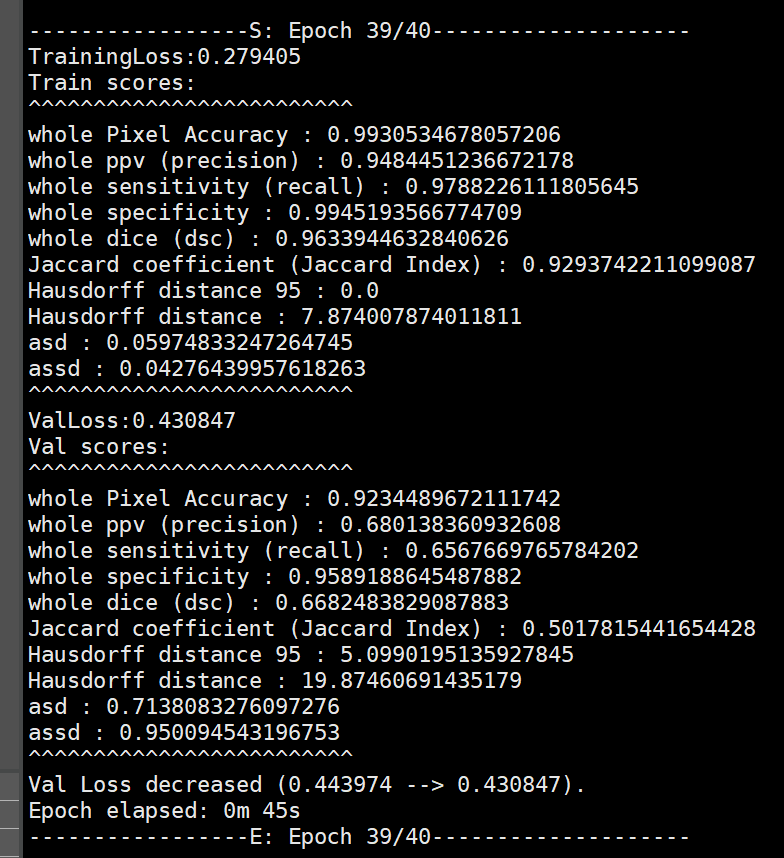 -----------------S: Epoch 39/40--------------------
TrainingLoss:0.279405
Train scores:
^^^^^^^^^^^^^^^^^^^^^^^^^
whole Pixel Accuracy : 0.9930534678057206
whole ppv (precision) : 0.9484451236672178
whole sensitivity (recall) : 0.9788226111805645
whole specificity : 0.9945193566774709
whole dice (dsc) : 0.9633944632840626
Jaccard coefficient (Jaccard Index) : 0.9293742211099087
Hausdorff distance 95 : 0.0
Hausdorff distance : 7.874007874011811
asd : 0.05974833247264745
assd : 0.04276439957618263
^^^^^^^^^^^^^^^^^^^^^^^^^
ValLoss:0.430847
Val scores:
^^^^^^^^^^^^^^^^^^^^^^^^^
whole Pixel Accuracy : 0.9234489672111742
whole ppv (precision) : 0.680138360932608
whole sensitivity (recall) : 0.6567669765784202
whole specificity : 0.9589188645487882
whole dice (dsc) : 0.6682483829087883
Jaccard coefficient (Jaccard Index) : 0.5017815441654428
Hausdorff distance 95 : 5.0990195135927845
Hausdorff distance : 19.87460691435179
asd : 0.7138083276097276
assd : 0.950094543196753
^^^^^^^^^^^^^^^^^^^^^^^^^
Val Loss decreased (0.443974 --> 0.430847).
Epoch elapsed: 0m 45s
-----------------E: Epoch 39/40--------------------